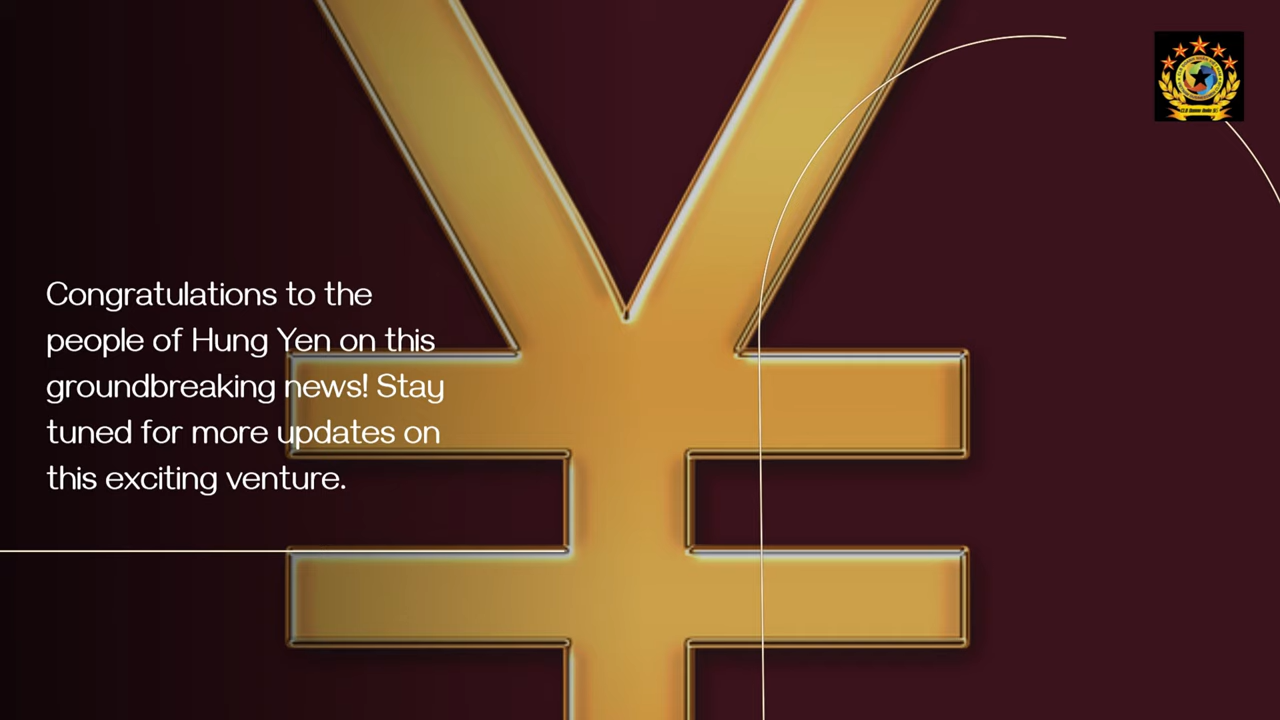 Congratulations to the
people of Hung Yen on this
groundbreaking news! Stay
tuned for more updates on
this exciting venture.